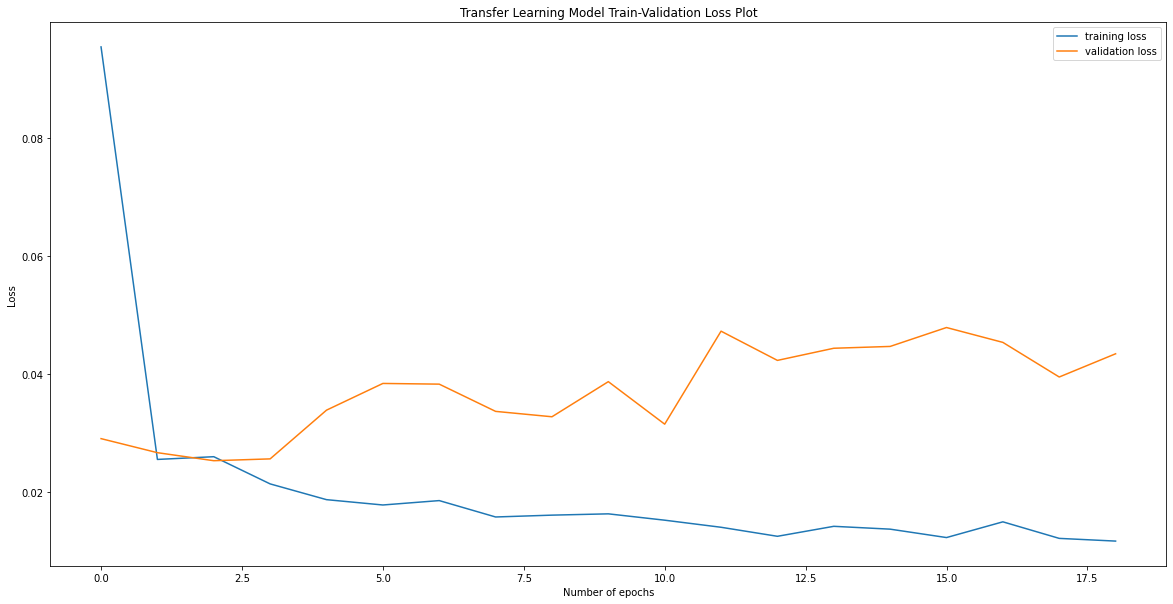 Transfer Learning Model Train-Validation Loss Plot
training loss
validation loss
0.08
0.06
0.04
0.02
Loss
0.0 2.5 5.0 7.5 10.0 12.5 15.0 17.5
Number of epochs